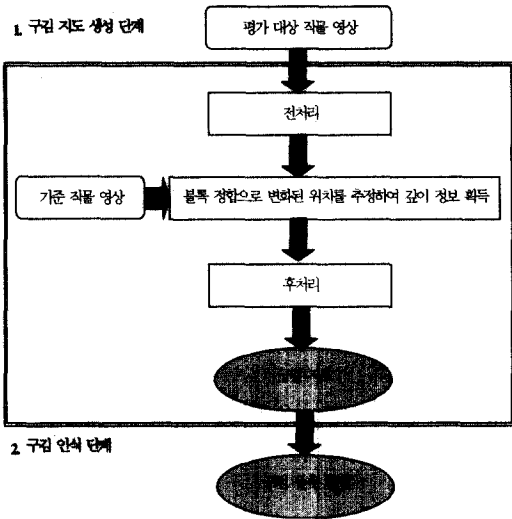 1. 구김 지도 생성 단계
평가 대상 직물 영상
전처리
기준 직물 영상
블록 정합으로 변화된 위치를 추정하여 깊이 정보 획득
후처리
2. 구김 인식 단계